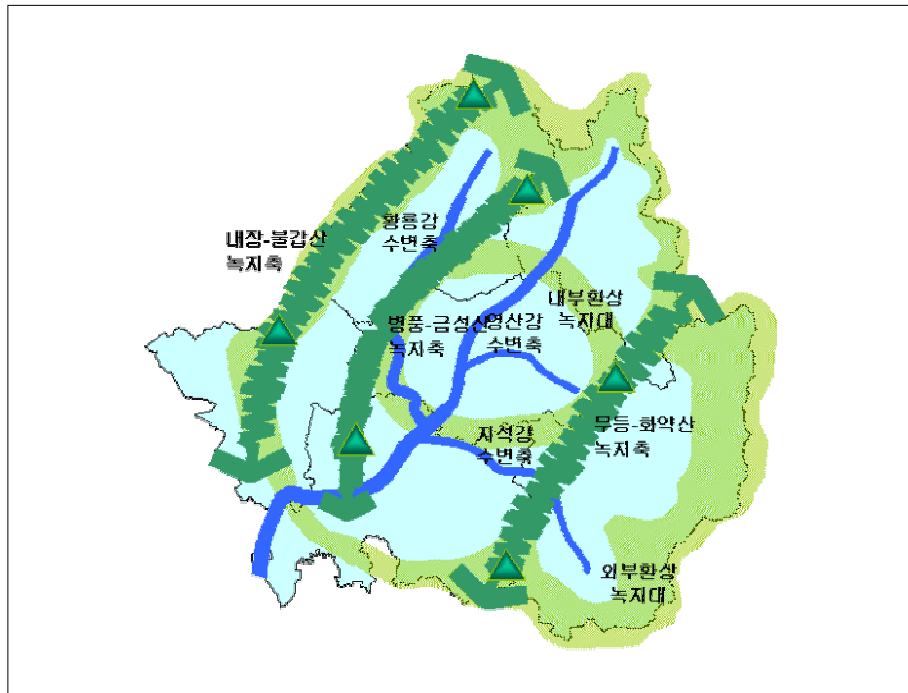 황룡강
수변축
내장-불갑산
녹지축
내부환상
녹지대
병풍-금성산
녹지축
영산강
수변축
지석강
수변축
무등-화악산
녹지축
외부환상
녹지대